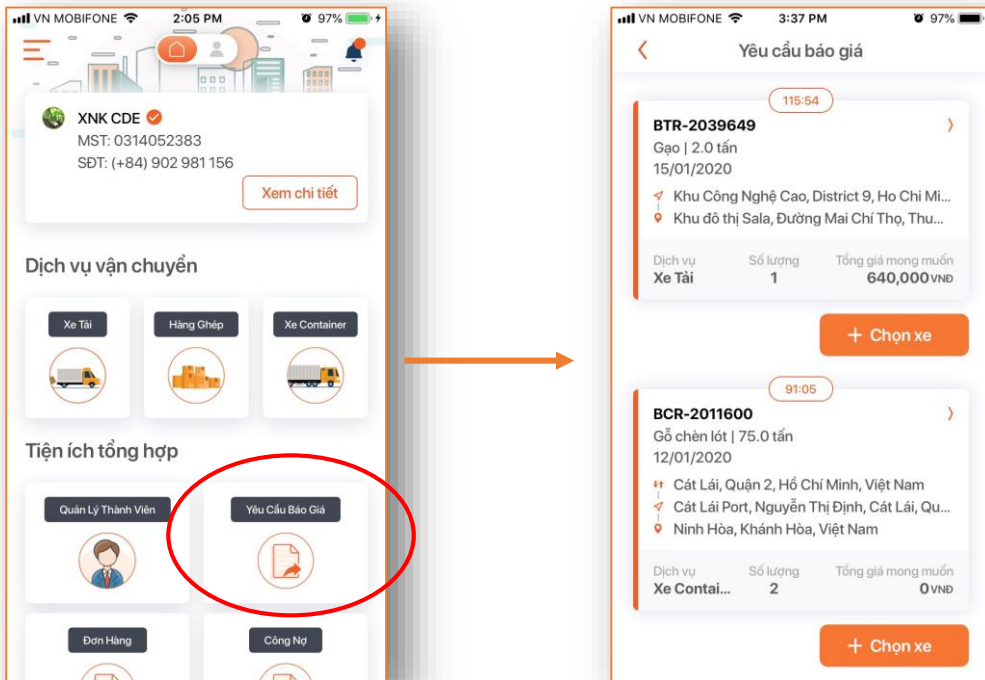 VN MOBIFONE 2:05 PM 97%
XNK CDE
MST: 0314052383
SĐT: (+84) 902 981 156
Xem chi tiết
Dịch vụ vận chuyển
Xe Tải Hàng Ghép Xe Container
Tiện ích tổng hợp
Quản Lý Thành Viên Yêu Cầu Báo Giá
Đơn Hàng Công Nợ
VN MOBIFONE 3:37 PM 97%
Yêu cầu báo giá
115:54
BTR-2039649
Gạo | 2.0 tấn
15/01/2020
Khu Công Nghệ Cao, District 9, Ho Chi Mi...
Khu đô thị Sala, Đường Mai Chí Thọ, Thu...
Dịch vụ Số lượng Tổng giá mong muốn
Xe Tải 1 640,000 VNĐ
+ Chọn xe
91:05
BCR-2011600
Gỗ chèn lót | 75.0 tấn
12/01/2020
Cát Lái, Quận 2, Hồ Chí Minh, Việt Nam
Cát Lái Port, Nguyễn Thị Định, Cát Lái, Qu...
Ninh Hòa, Khánh Hòa, Việt Nam
Dịch vụ Số lượng Tổng giá mong muốn
Xe Contai... 2 0 VNĐ
+ Chọn xe